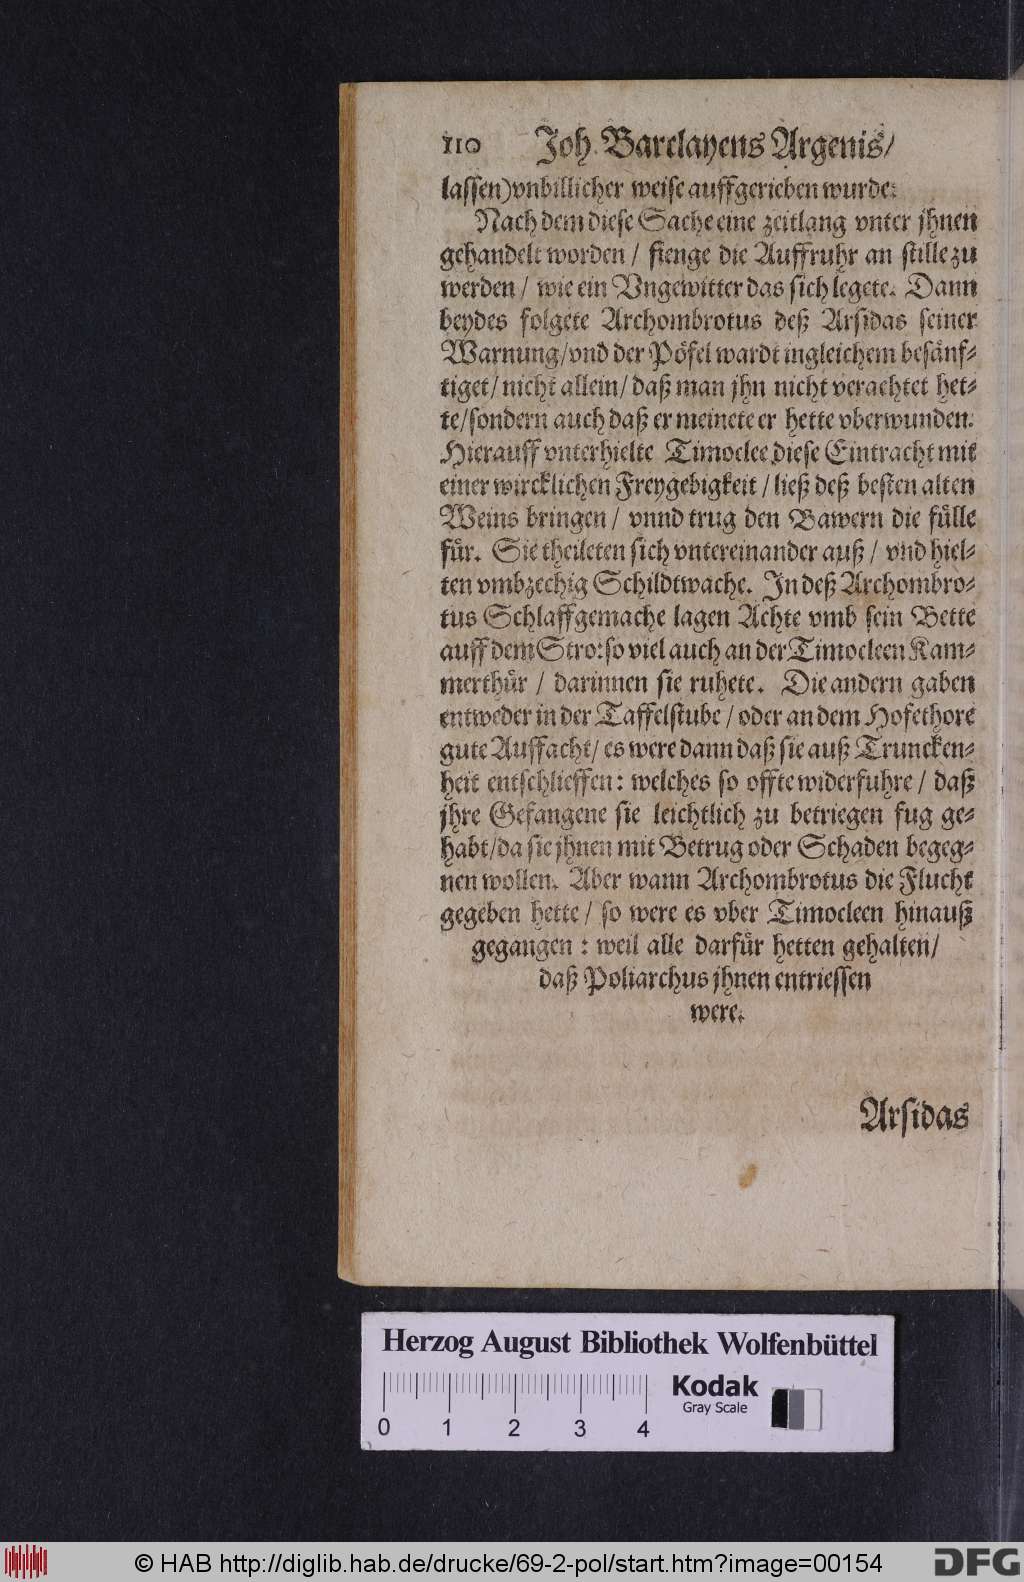 110 Joh. Barclayens Argenis/
lassen) vnbillicher weise auffgerieben wurde.
Nach dem diese Sache eine zeitlang vnter jhnen
gehandelt worden / fienge die Auffruhr an stille zu
werden / wie ein Vngewitter das sich legete. Dann
beydes folgete Archombrotus deß Arsidas seiner
Warnung/vnd der Pöfel wardt ingleichem besänf-
tiget/ nicht allein/ daß man jhn nicht verachtet het-
te/sondern auch daß er meinete er hette vberwunden.
Hierauff vnterhielte Timoclee diese Eintracht mit
einer wircklichen Freygebigkeit / ließ deß besten alten
Weins bringen / vnnd trug den Bawern die fülle
für. Sie theileten sich vntereinander auß / vnd hiel-
ten vmbzechig Schildtwache. In deß Archombro-
tus Schlaffgemache lagen Achte vmb sein Bette
auff dem Stro: so viel auch an der Timocleen Kam-
merthür / darinnen sie ruhete. Die andern gaben
entweder in der Taffelstube / oder an dem Hofethore
gute Auffacht/ es were dann daß sie auß Truncken-
heit entschlieffen: welches so offte widerfuhre / daß
jhre Gefangene sie leichtlich zu betriegen fug ge-
habt/da sie jhnen mit Betrug oder Schaden begeg-
nen wollen. Aber wann Archombrotus die Flucht
gegeben hette / so were es vber Timocleen hinauß
gegangen : weil alle darfür hetten gehalten/
daß Poliarchus jhnen entriessen
were.
Arsidas
Herzog August Bibliothek Wolfenbüttel
Kodak
Gray Scale
0 1 2 3 4
© HAB http://diglib.hab.de/drucke/69-2-pol/start.htm?image=00154
DFG